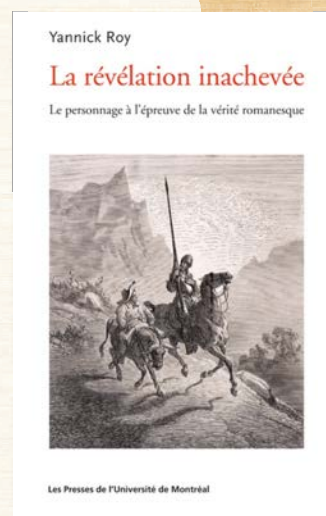 Yannick Roy
La révélation inachevée
Le personnage à l'épreuve de la vérité romanesque
Les Presses de l'Université de Montréal